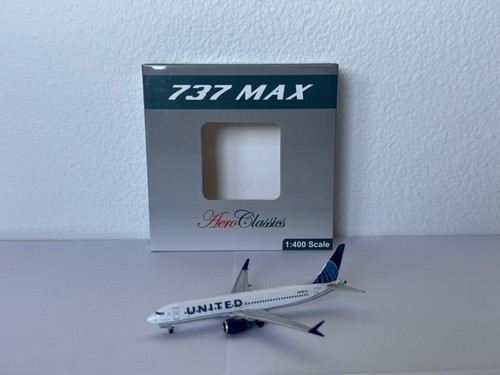 737 MAX
AeroClassics
1:400 Scale
UNITED